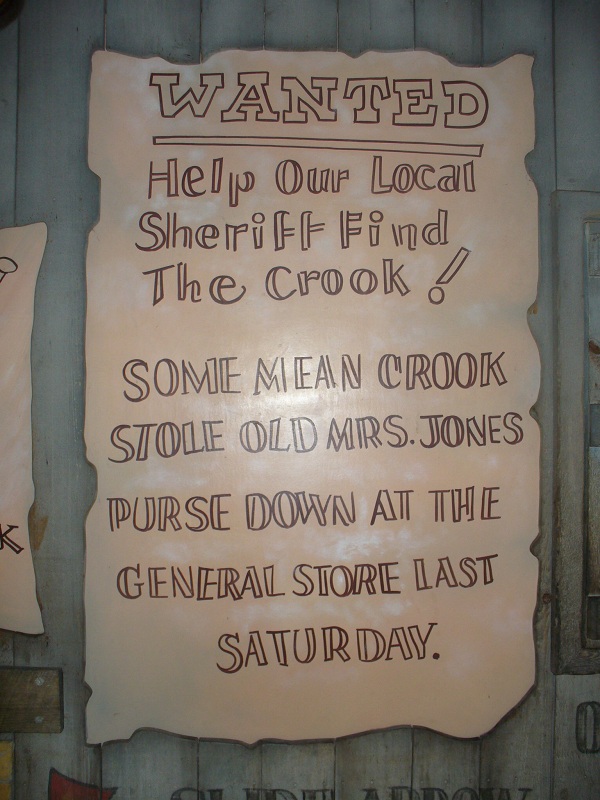 WANTED
Help Our Local
Sheriff Find
The Crook!
SOME MEAN CROOK
STOLE OLD MRS. JONES
PURSE DOWN AT THE
GENERAL STORE LAST
SATURDAY.
K